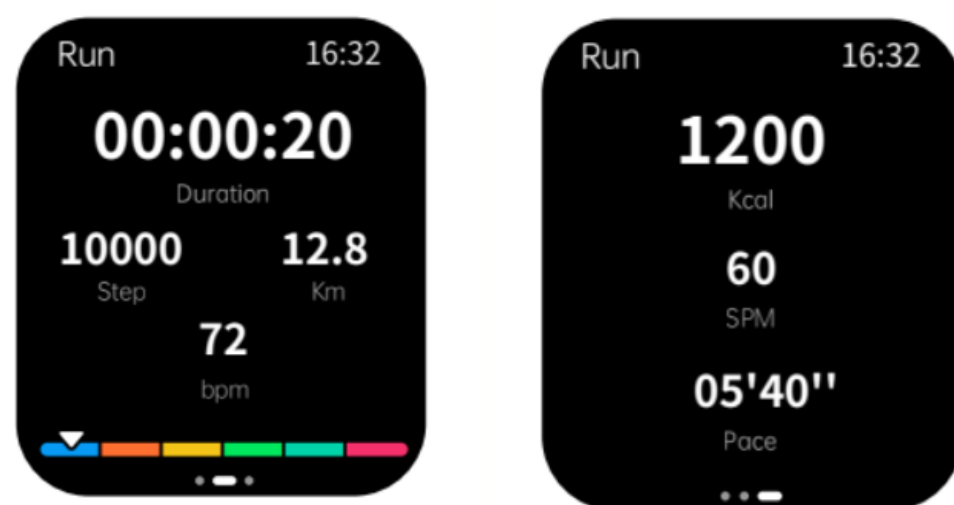 Run 16:32
00:00:20
Duration
10000 12.8
Step Km
72
bpm
Run 16:32
1200
Kcal
60
SPM
05'40''
Pace